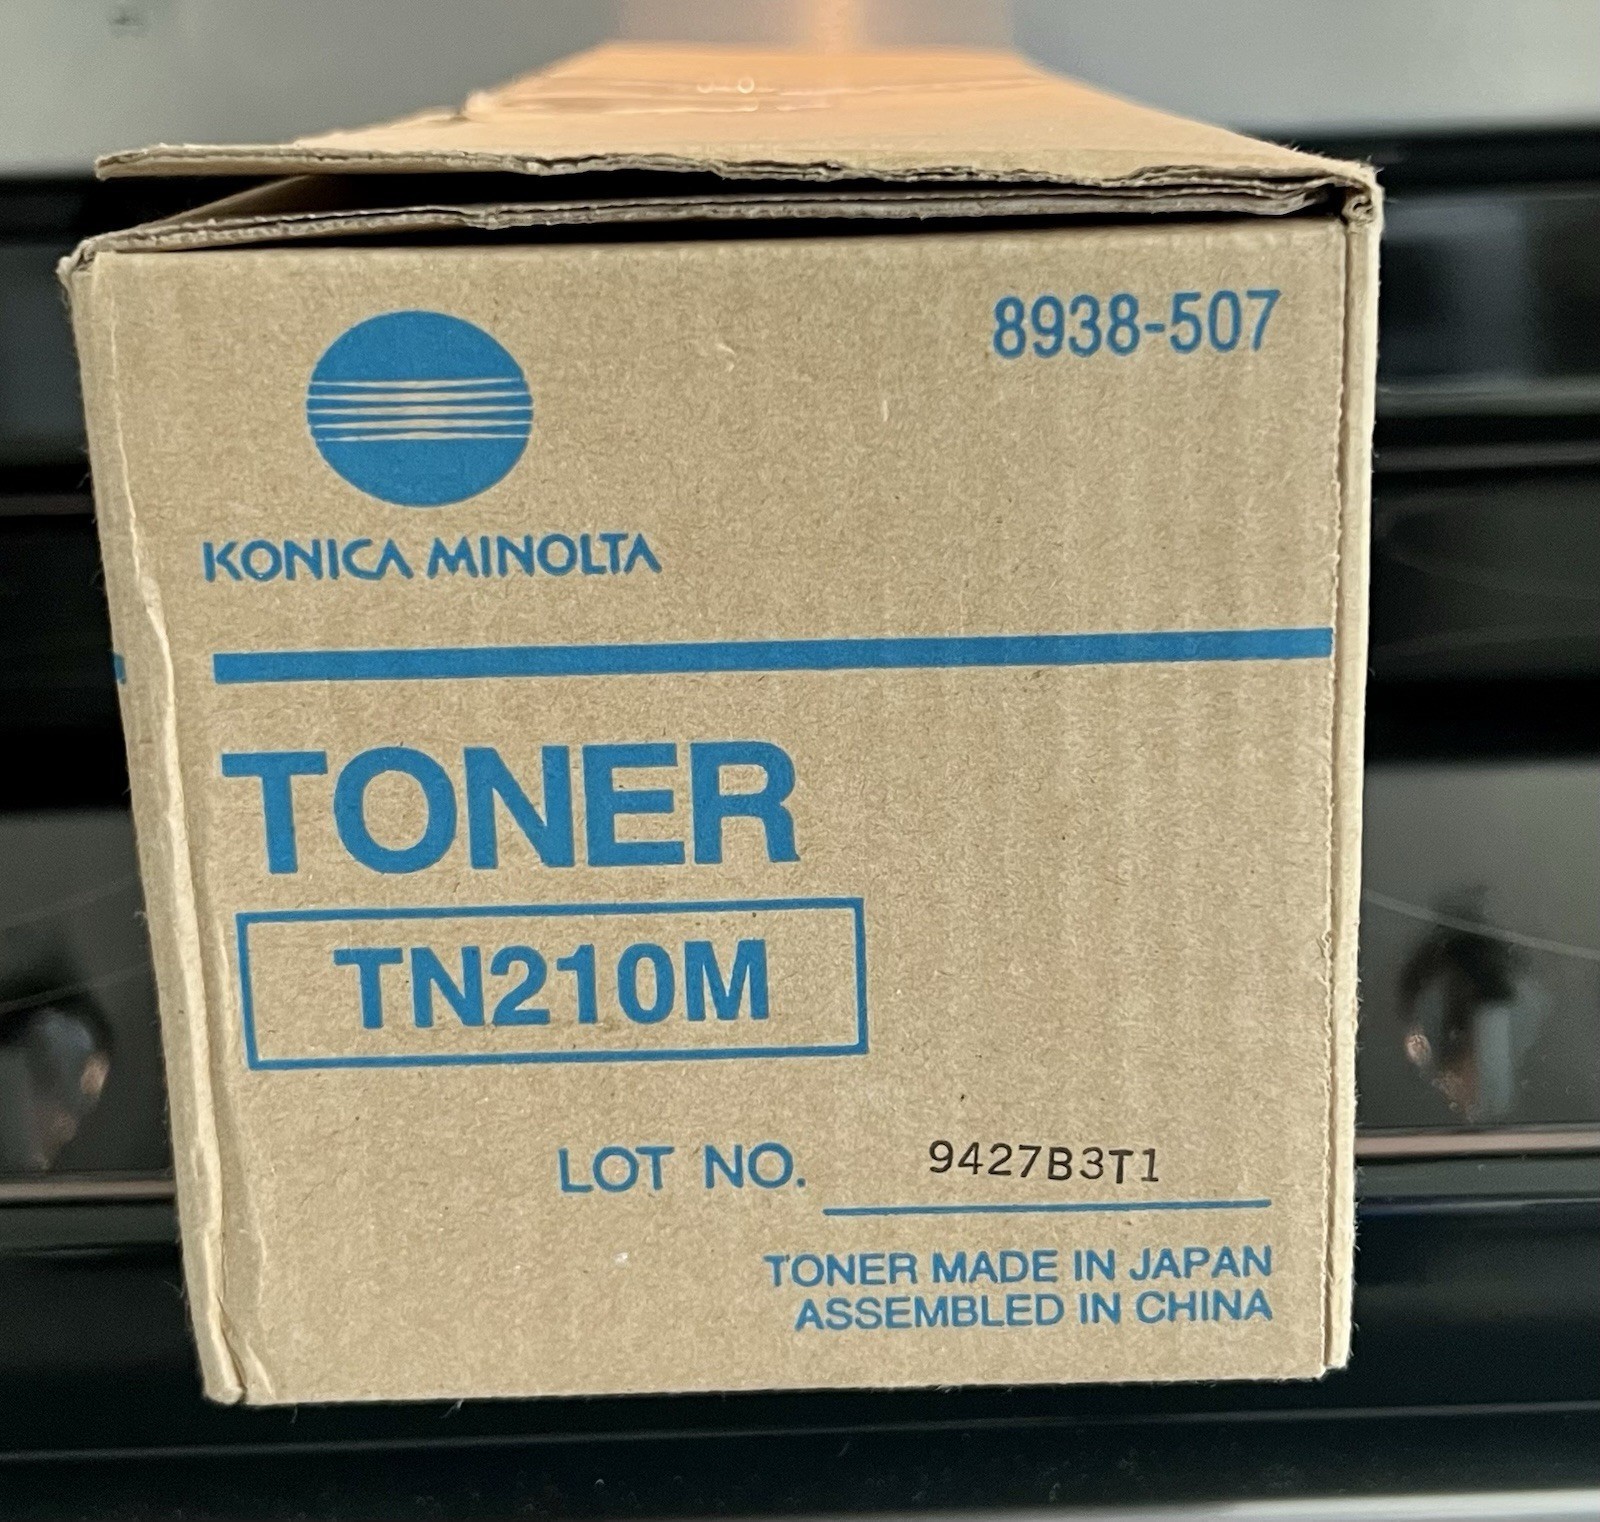 8938-507
KONICA MINOLTA
TONER
TN210M
LOT NO. 9427B3T1
TONER MADE IN JAPAN
ASSEMBLED IN CHINA